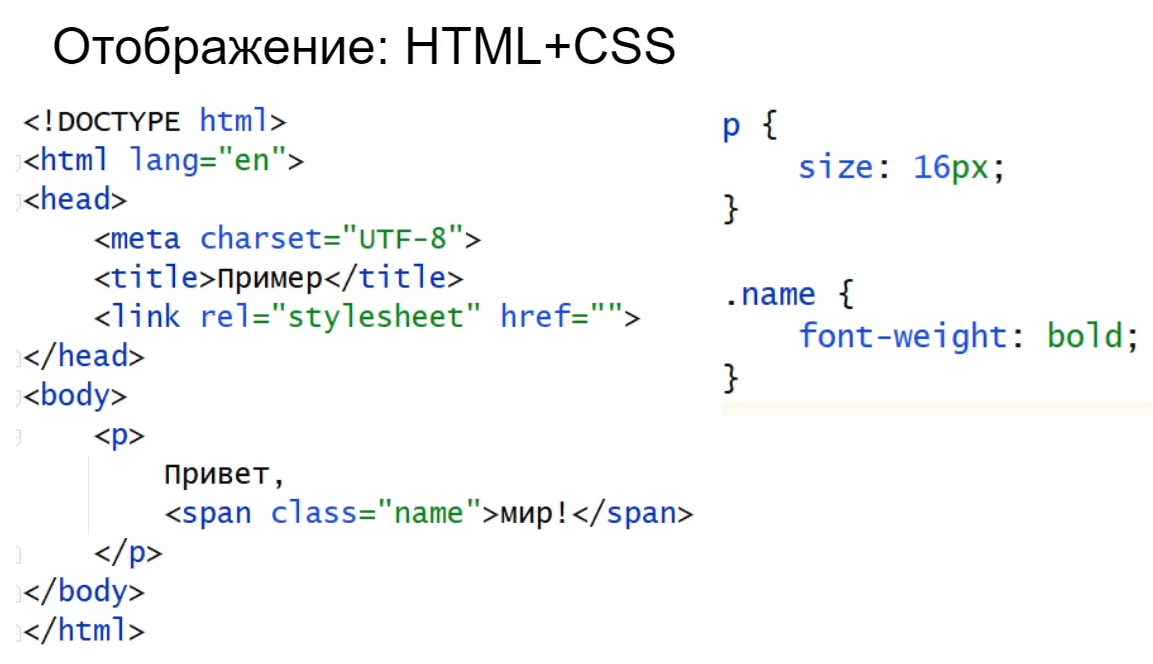 Отображение: HTML+CSS
<!DOCTYPE html>
<html lang="en">
<head>
    <meta charset="UTF-8">
    <title>Пример</title>
    <link rel="stylesheet" href="">
</head>
<body>
    <p>
        Привет,
        <span class="name">мир!</span>
    </p>
</body>
</html>
p {
    size: 16px;
}
.name {
    font-weight: bold;
}